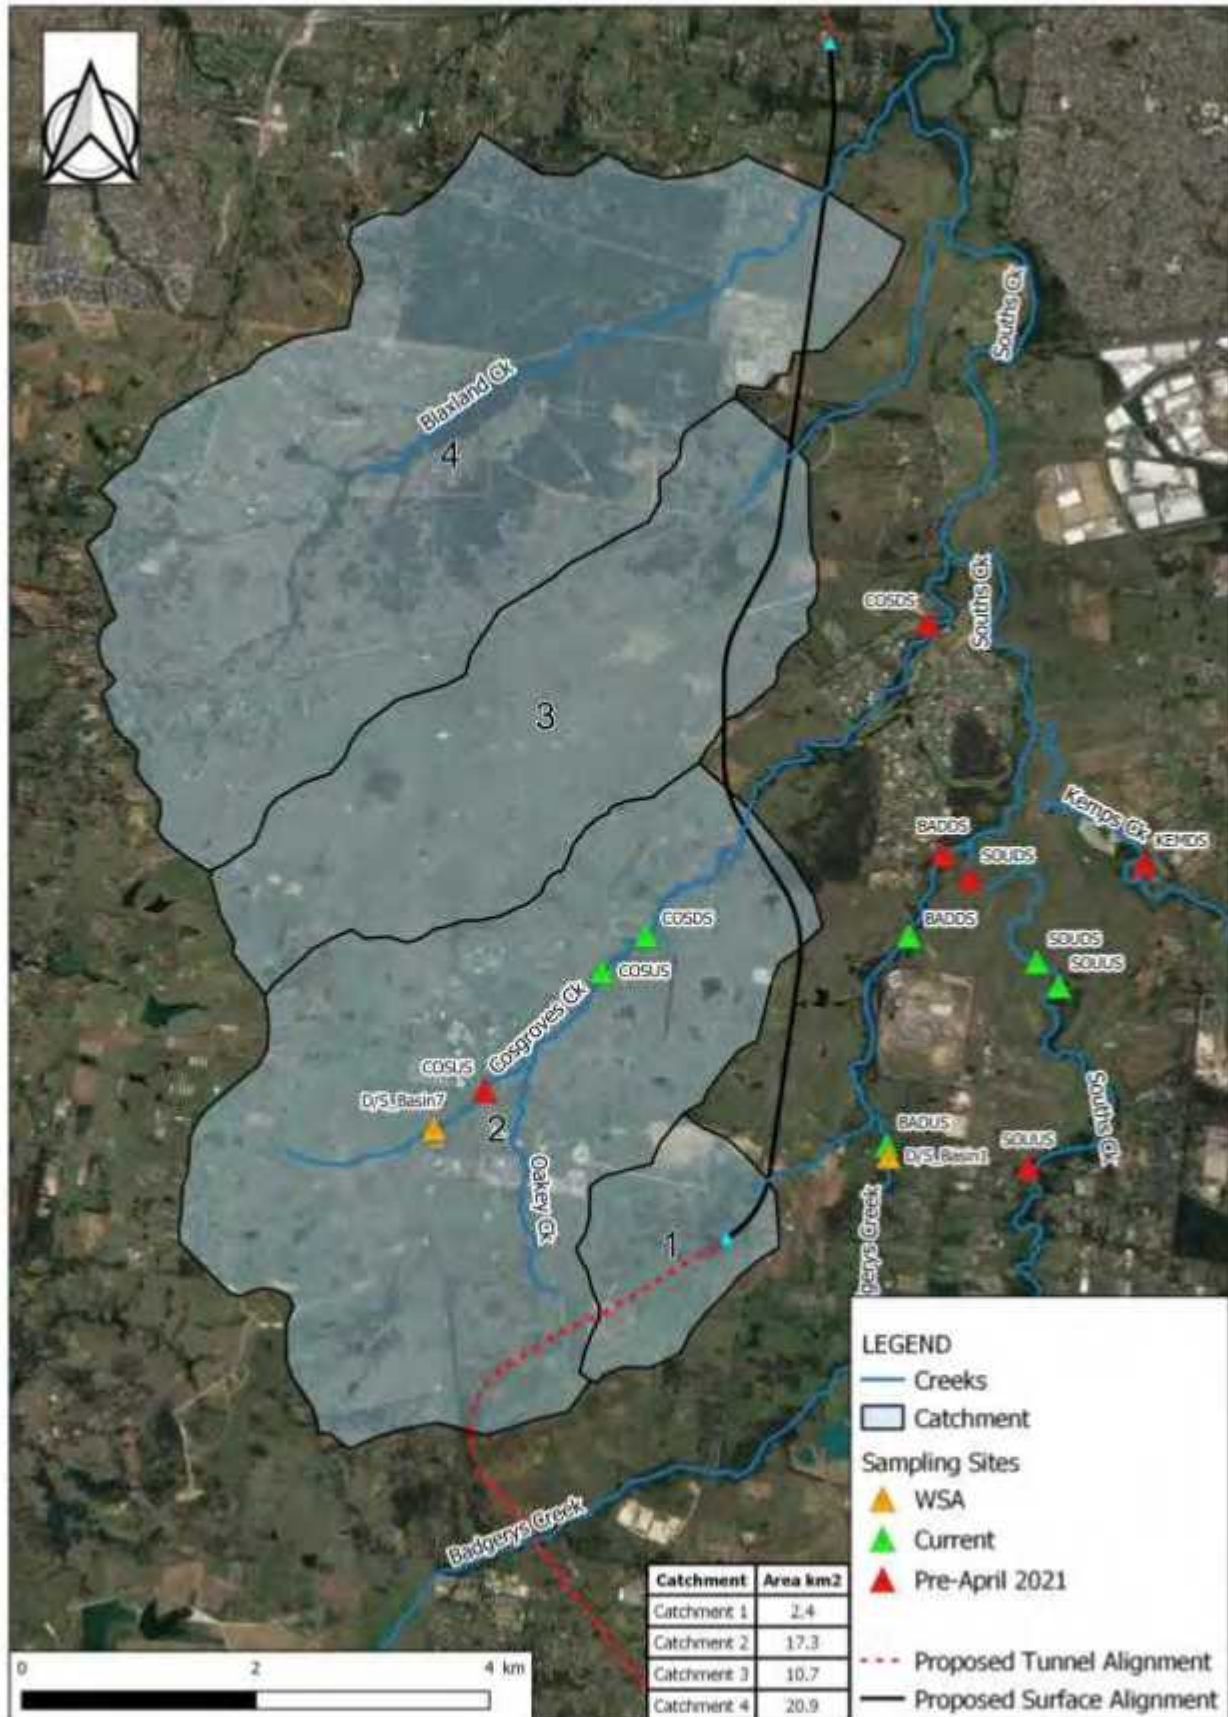 Souths Ck
Blaxland Ck
4
COSDS
Souths Ck
3
Kemps Ck
KEMDS
BADDS
SOUDS
COSDS
BADDS
SOUDS
SOUUS
COSUS
Cosgroves Ck
COSUS
D/S_Basin7
2
Souths Ck
BADUS
D/S_Basin1
SOUUS
Oakey Ck
1
gerys Creek
Badgerys Creek
LEGEND
Creeks
Catchment
Sampling Sites
WSA
Current
Pre-April 2021
Proposed Tunnel Alignment
Proposed Surface Alignment
Catchment Area km2
Catchment 1 2.4
Catchment 2 17.3
Catchment 3 10.7
Catchment 4 20.9
0 2 4 km